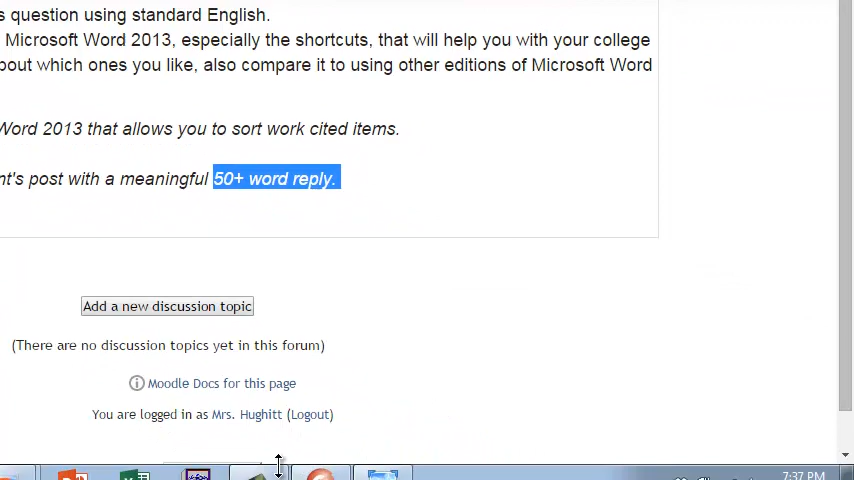 s question using standard English.
Microsoft Word 2013, especially the shortcuts, that will help you with your college
bout which ones you like, also compare it to using other editions of Microsoft Word
Word 2013 that allows you to sort work cited items.
nt's post with a meaningful 50+ word reply.
Add a new discussion topic
(There are no discussion topics yet in this forum)
Moodle Docs for this page
You are logged in as Mrs. Hughitt (Logout)
7:37 PM